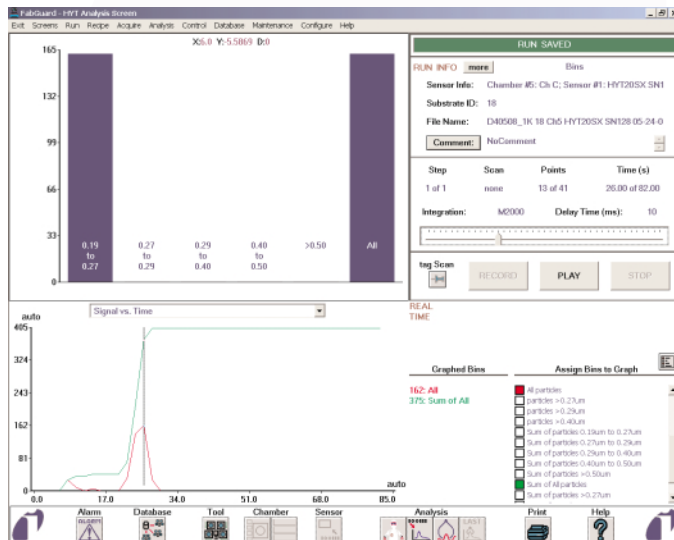 FabGuard - HYT Analysis Screen
Exit Screens Run Recipe Acquire Analysis Control Database Maintenance Configure Help
X:6.0 Y:-5.5869 D:0
165
132
99
66
33
0
0.19 to 0.27
0.27 to 0.29
0.29 to 0.40
0.40 to 0.50
>0.50
All
RUN SAVED
RUN INFO more Bins
Sensor Info: Chamber #5: Ch C; Sensor #1: HYT20SX SN1
Substrate ID: 18
File Name: D40508_1K 18 Ch5 HYT20SX SN128 05-24-0
Comment: NoComment
Step Scan Points Time (s)
1 of 1 none 13 of 41 26.00 of 82.00
Integration: M2000 Delay Time (ms): 10
tag Scan
RECORD PLAY STOP
auto
Signal vs. Time
405
324
243
162
81
0
0.0 17.0 34.0 51.0 68.0 85.0
auto
REAL
TIME
Graphed Bins
162: All
375: Sum of All
Assign Bins to Graph
All particles
particles >0.27um
particles >0.29um
particles >0.40um
Sum of particles 0.19um to 0.27um
Sum of particles 0.27um to 0.29um
Sum of particles 0.29um to 0.40um
Sum of particles 0.40um to 0.50um
Sum of particles >0.50um
Sum of All particles
Sum of particles >0.27um
Alarm Database Tool Chamber Sensor Analysis Print Help
ALARM
LAST